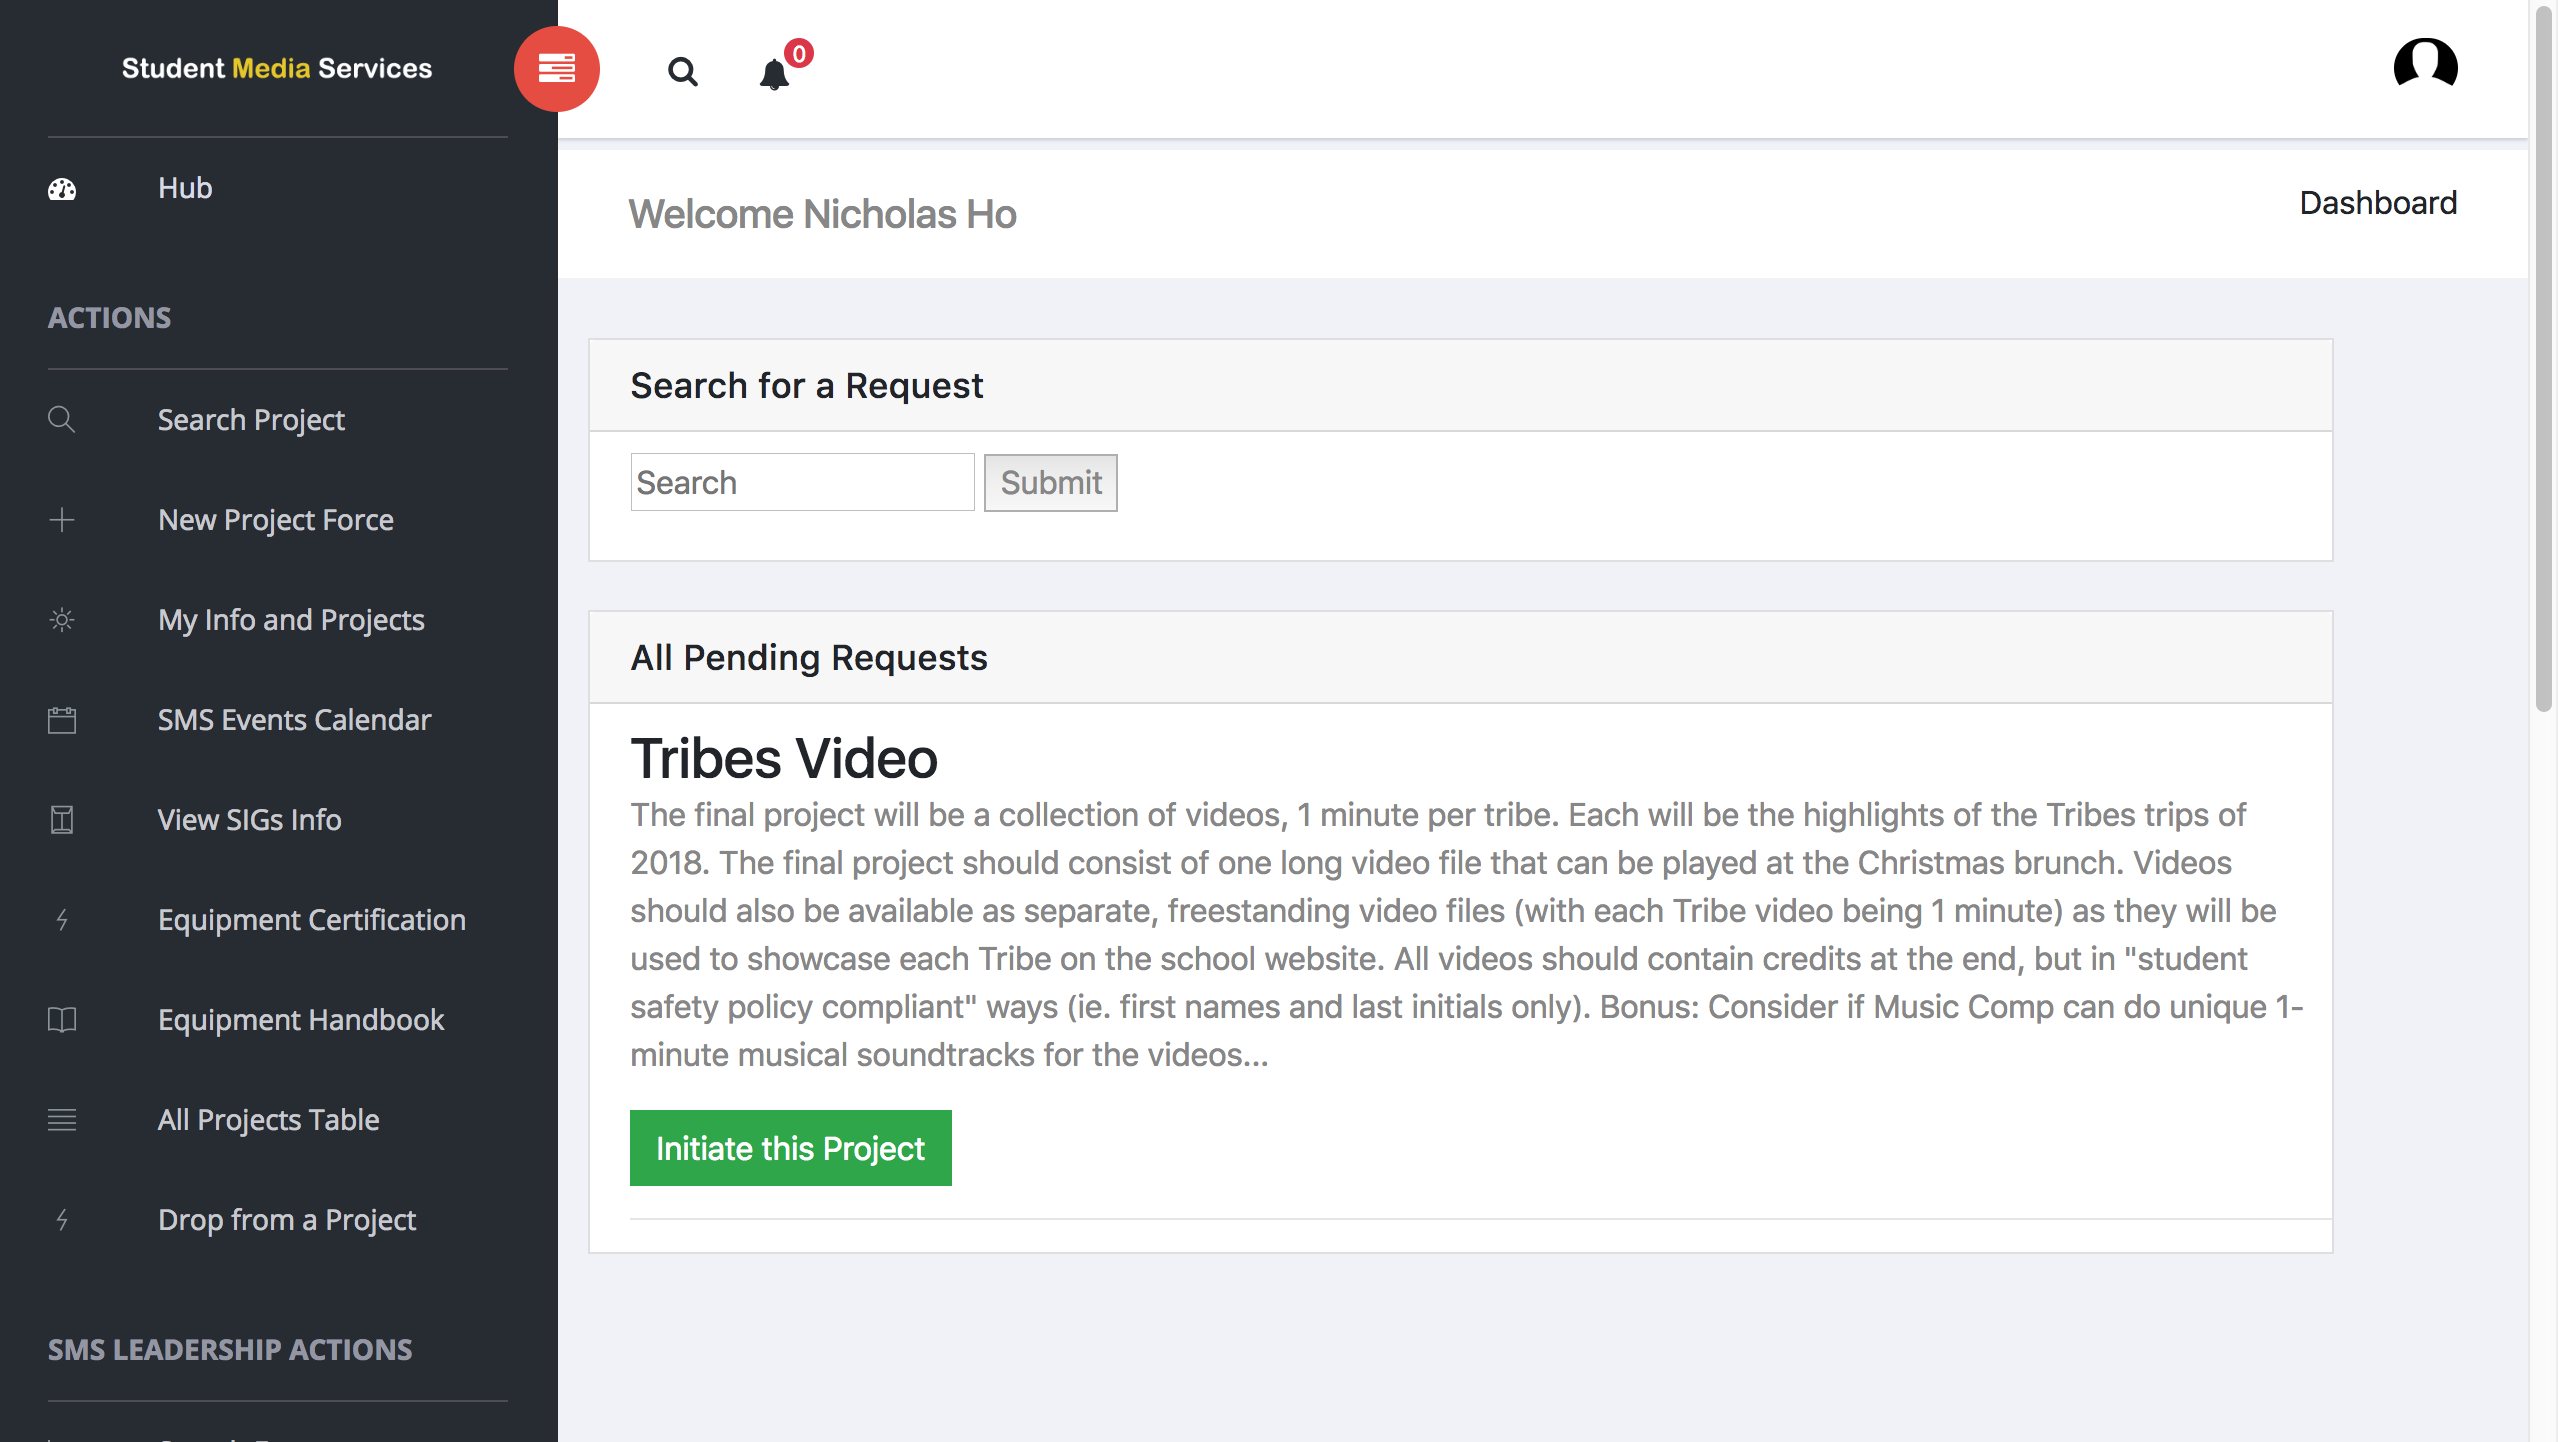 Student Media Services
0
Hub
Welcome Nicholas Ho
Dashboard
ACTIONS
Search Project
New Project Force
My Info and Projects
SMS Events Calendar
View SIGs Info
Equipment Certification
Equipment Handbook
All Projects Table
Drop from a Project
SMS LEADERSHIP ACTIONS
Search for a Request
Search
Submit
All Pending Requests
Tribes Video
The final project will be a collection of videos, 1 minute per tribe. Each will be the highlights of the Tribes trips of
2018. The final project should consist of one long video file that can be played at the Christmas brunch. Videos
should also be available as separate, freestanding video files (with each Tribe video being 1 minute) as they will be
used to showcase each Tribe on the school website. All videos should contain credits at the end, but in "student
safety policy compliant" ways (ie. first names and last initials only). Bonus: Consider if Music Comp can do unique 1-
minute musical soundtracks for the videos...
Initiate this Project